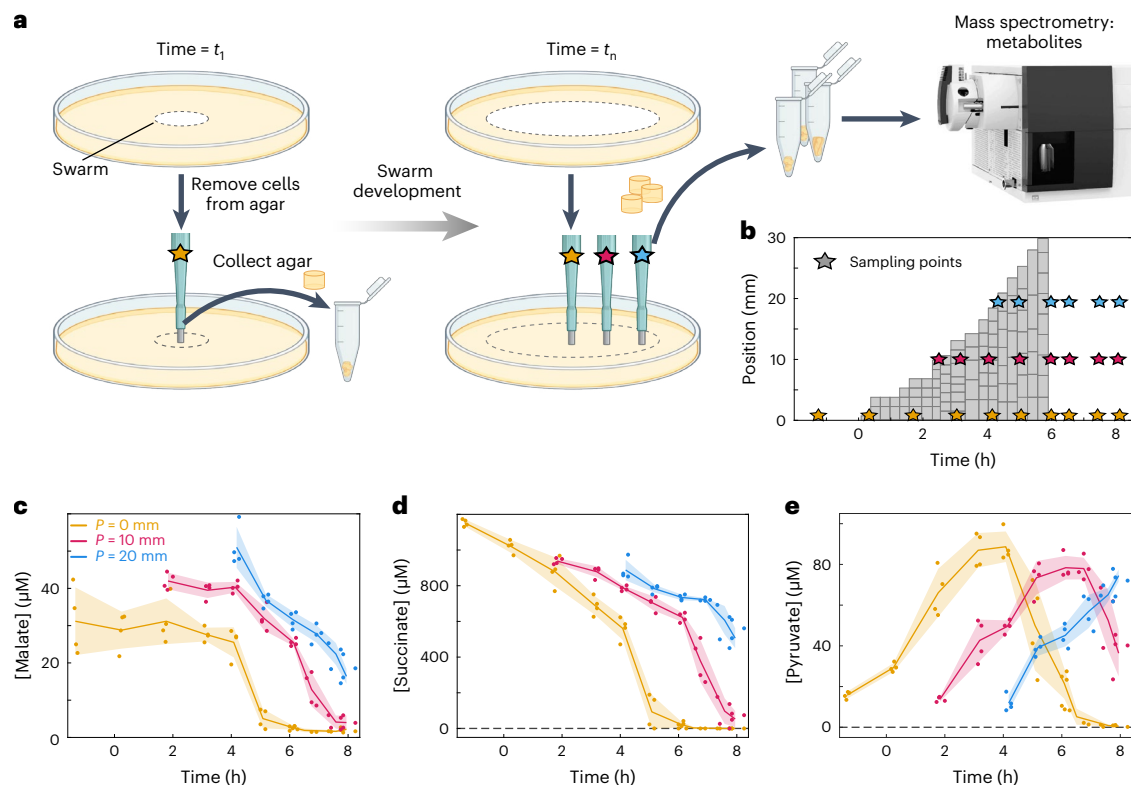 a
Time = t1
Time = tn
Mass spectrometry:
metabolites
Swarm
Remove cells
from agar
Swarm
development
Collect agar
b
Sampling points
Position (mm)
30
20
10
0
0 2 4 6 8
Time (h)
c
P = 0 mm
P = 10 mm
P = 20 mm
[Malate] (µM)
40
20
0
0 2 4 6 8
Time (h)
d
[Succinate] (µM)
800
400
0
0 2 4 6 8
Time (h)
e
[Pyruvate] (µM)
80
40
0
0 2 4 6 8
Time (h)